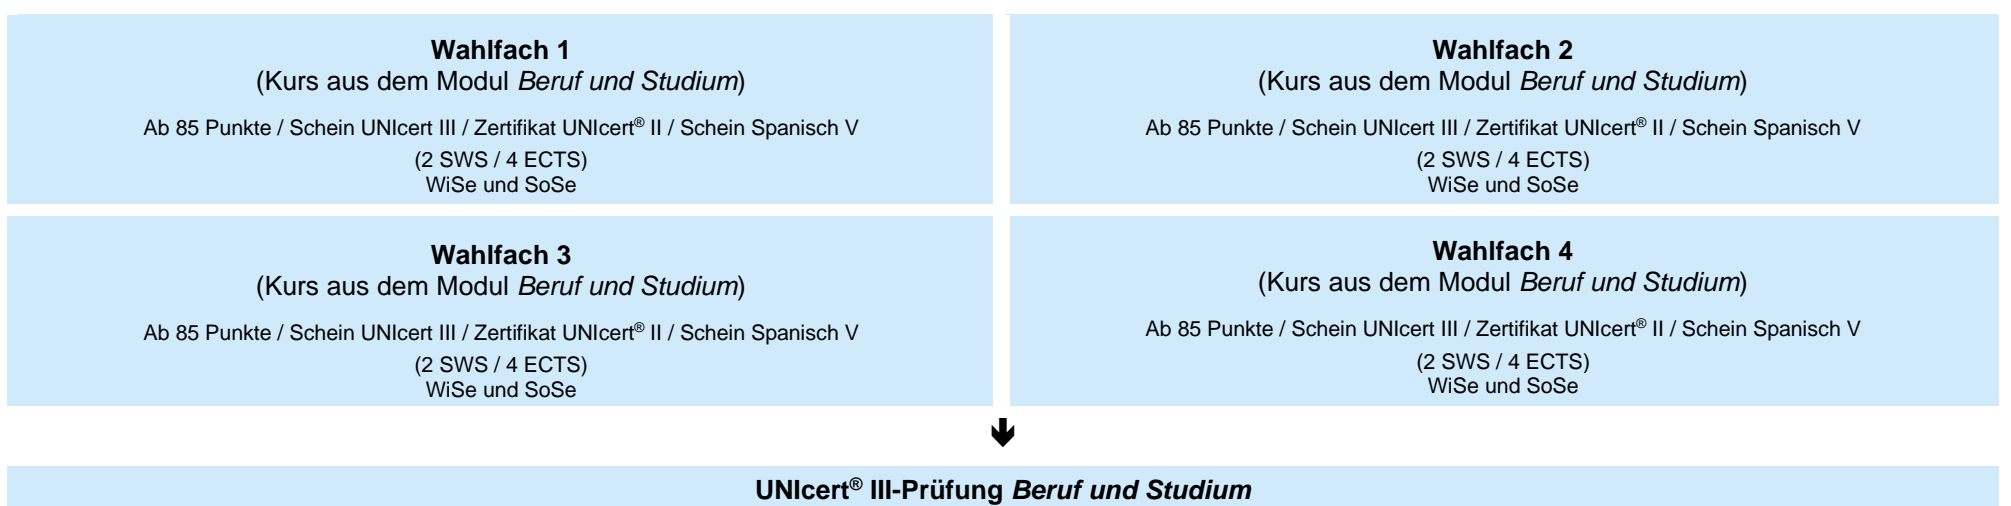 Wahlfach 1
(Kurs aus dem Modul Beruf und Studium)
Ab 85 Punkte / Schein UNIcert III / Zertifikat UNIcert® II / Schein Spanisch V
(2 SWS / 4 ECTS)
WiSe und SoSe
Wahlfach 2
(Kurs aus dem Modul Beruf und Studium)
Ab 85 Punkte / Schein UNIcert III / Zertifikat UNIcert® II / Schein Spanisch V
(2 SWS / 4 ECTS)
WiSe und SoSe
Wahlfach 3
(Kurs aus dem Modul Beruf und Studium)
Ab 85 Punkte / Schein UNIcert III / Zertifikat UNIcert® II / Schein Spanisch V
(2 SWS / 4 ECTS)
WiSe und SoSe
Wahlfach 4
(Kurs aus dem Modul Beruf und Studium)
Ab 85 Punkte / Schein UNIcert III / Zertifikat UNIcert® II / Schein Spanisch V
(2 SWS / 4 ECTS)
WiSe und SoSe
UNIcert® III-Prüfung Beruf und Studium